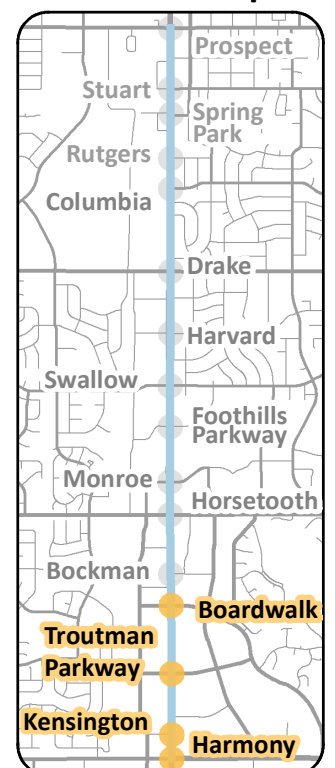 Prospect
Stuart
Spring
Park
Rutgers
Columbia
Drake
Harvard
Swallow
Foothills
Parkway
Monroe
Horsetooth
Bockman
Boardwalk
Troutman
Parkway
Kensington
Harmony